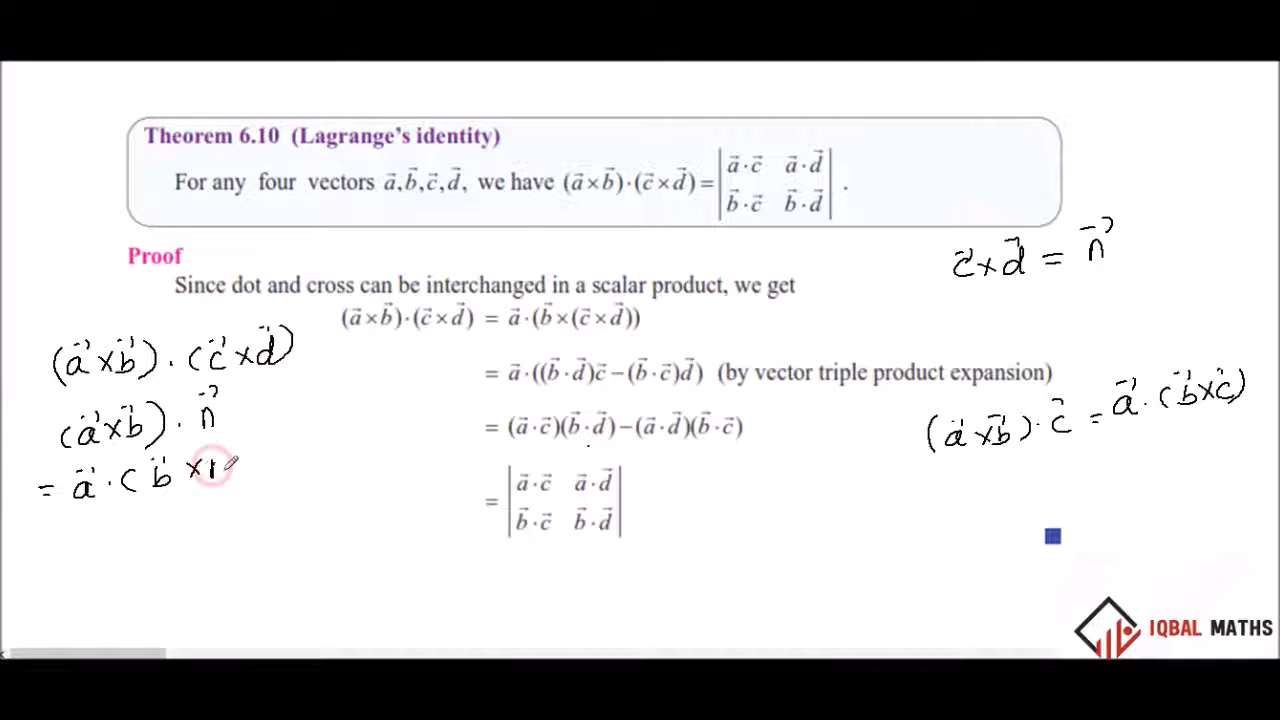 Theorem 6.10 (Lagrange's identity)
For any four vectors a⃗, b⃗, c⃗, d⃗, we have (a⃗ × b⃗) · (c⃗ × d⃗) = | a⃗ · c⃗  a⃗ · d⃗ |
| b⃗ · c⃗  b⃗ · d⃗ | .
Proof
c⃗ × d⃗ = n⃗
Since dot and cross can be interchanged in a scalar product, we get
(a⃗ × b⃗) · (c⃗ × d⃗) = a⃗ · (b⃗ × (c⃗ × d⃗))
(a⃗ × b⃗) · (c⃗ × d⃗)
= a⃗ · ((b⃗ · d⃗)c⃗ − (b⃗ · c⃗)d⃗) (by vector triple product expansion)
(a⃗ × b⃗) · n⃗
= (a⃗ · c⃗)(b⃗ · d⃗) − (a⃗ · d⃗)(b⃗ · c⃗)
(a⃗ × b⃗) · c⃗ = a⃗ · (b⃗ × c⃗)
= a⃗ · ( b⃗ ×
= | a⃗ · c⃗  a⃗ · d⃗ |
| b⃗ · c⃗  b⃗ · d⃗ |
IQBAL MATHS